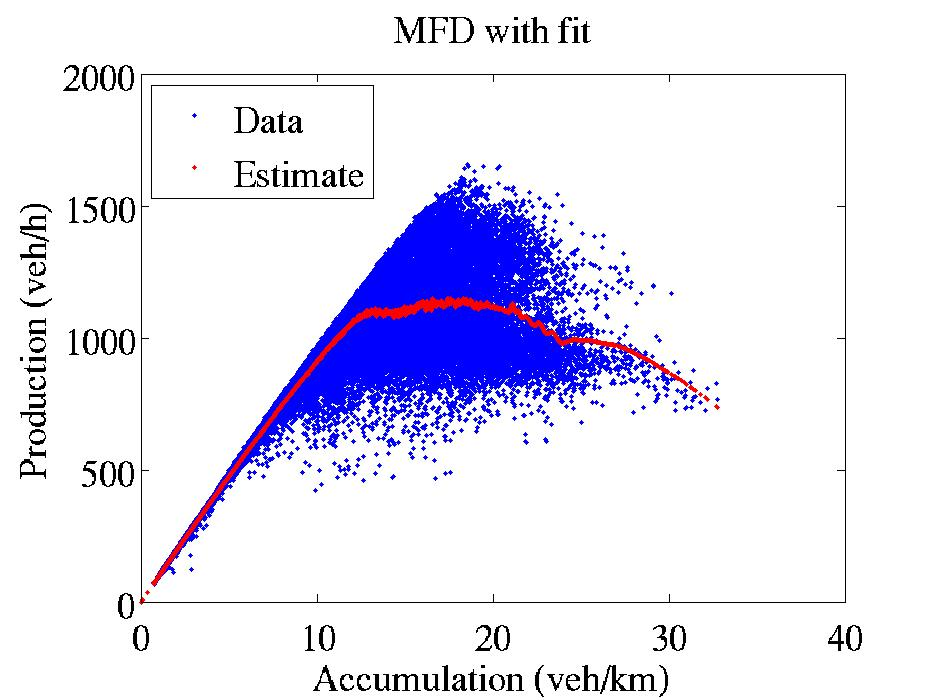 MFD with fit
2000
1500
1000
500
0
Data
Estimate
Production (veh/h)
0 10 20 30 40
Accumulation (veh/km)